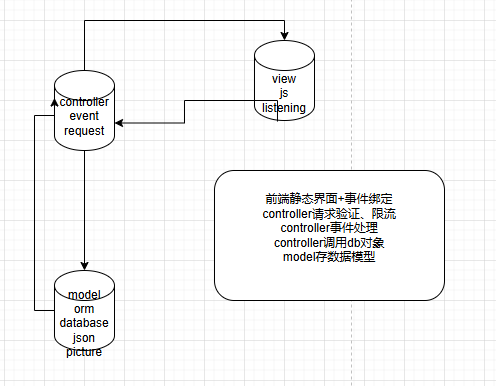 view
js
listening
controller
event
request
前端静态界面+事件绑定
controller请求验证、限流
controller事件处理
controller调用db对象
model存数据模型
model
orm
database
json
picture